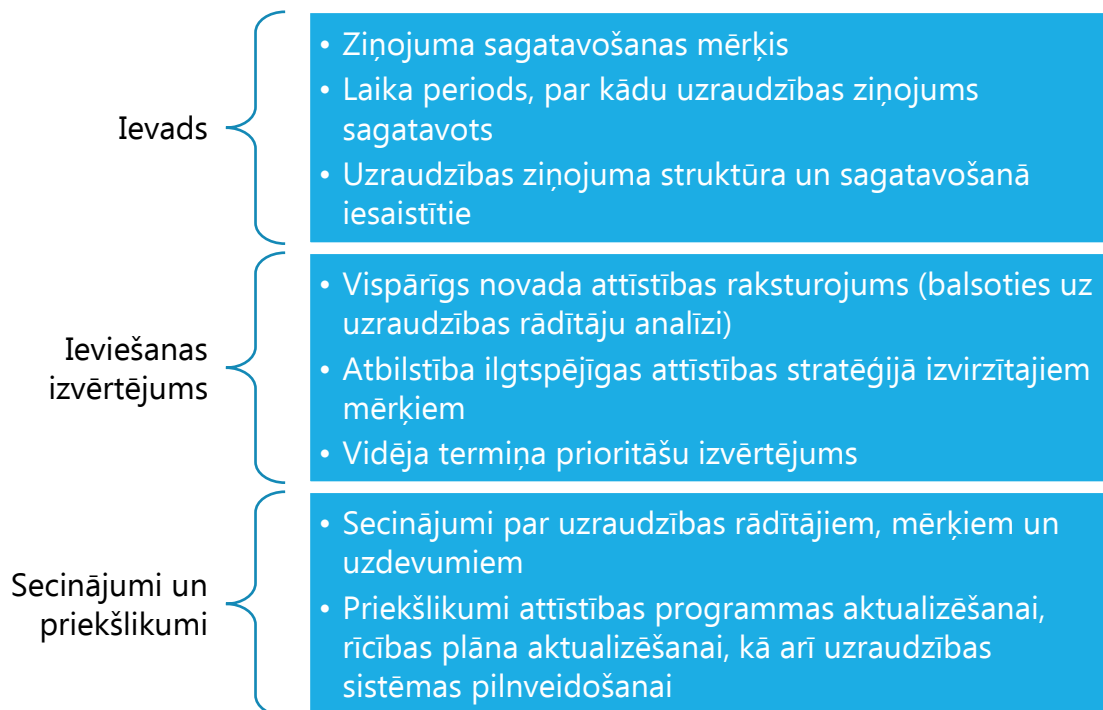 Ievads
• Ziņojuma sagatavošanas mērķis
• Laika periods, par kādu uzraudzības ziņojums
sagatavots
• Uzraudzības ziņojuma struktūra un sagatavošanā
iesaistītie
Ieviešanas
izvērtējums
• Vispārīgs novada attīstības raksturojums (balsoties uz
uzraudzības rādītāju analīzi)
• Atbilstība ilgtspējīgas attīstības stratēģijā izvirzītajiem
mērķiem
• Vidēja termiņa prioritāšu izvērtējums
Secinājumi un
priekšlikumi
• Secinājumi par uzraudzības rādītājiem, mērķiem un
uzdevumiem
• Priekšlikumi attīstības programmas aktualizēšanai,
rīcības plāna aktualizēšanai, kā arī uzraudzības
sistēmas pilnveidošanai